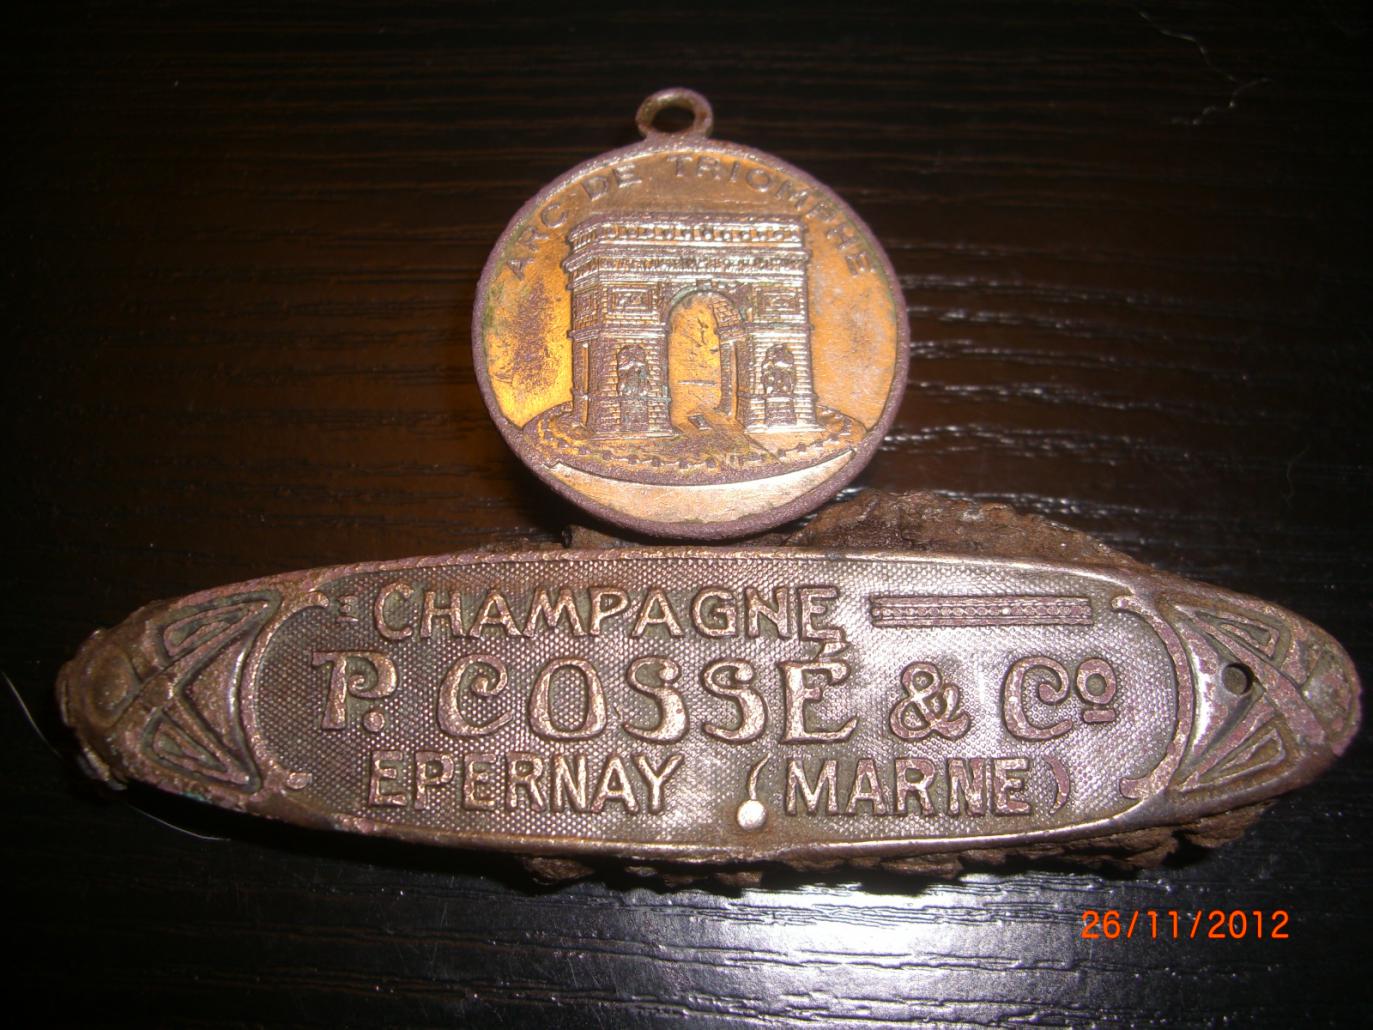 ARC DE TRIOMPHE
CHAMPAGNE
P. COSSÉ & Cº
EPERNAY (MARNE)
26/11/2012